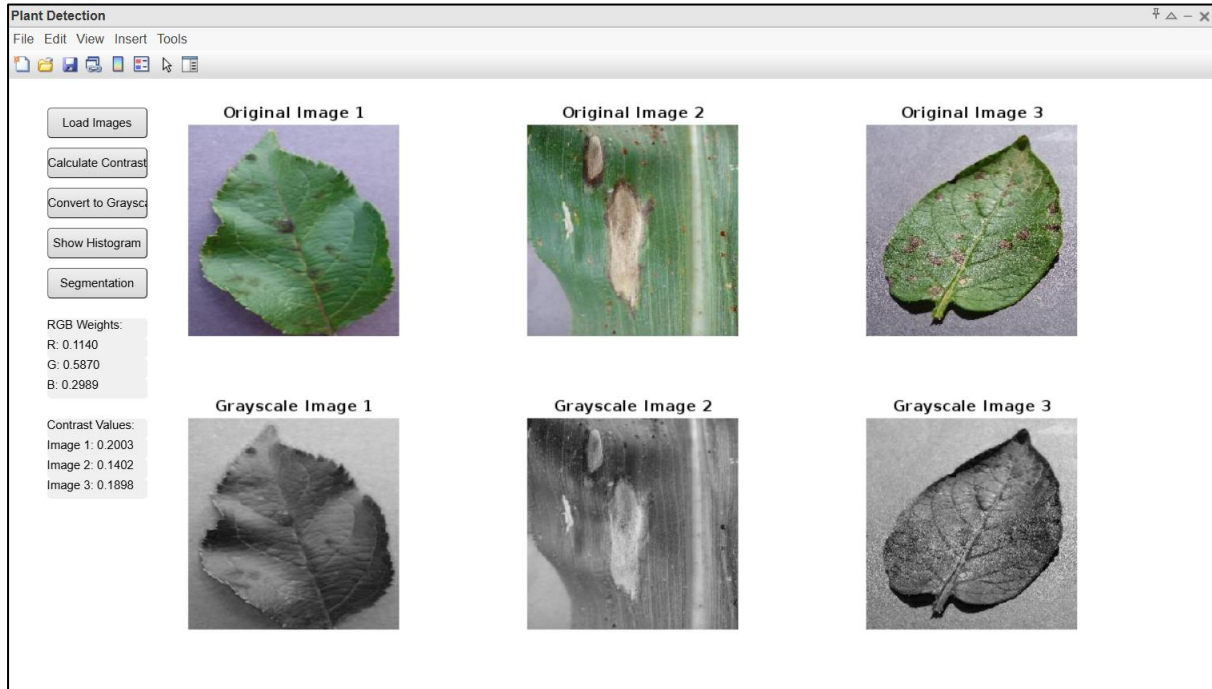 Plant Detection
File Edit View Insert Tools
Load Images
Calculate Contrast
Convert to Graysca
Show Histogram
Segmentation
RGB Weights:
R: 0.1140
G: 0.5870
B: 0.2989
Contrast Values:
Image 1: 0.2003
Image 2: 0.1402
Image 3: 0.1898
Original Image 1
Original Image 2
Original Image 3
Grayscale Image 1
Grayscale Image 2
Grayscale Image 3